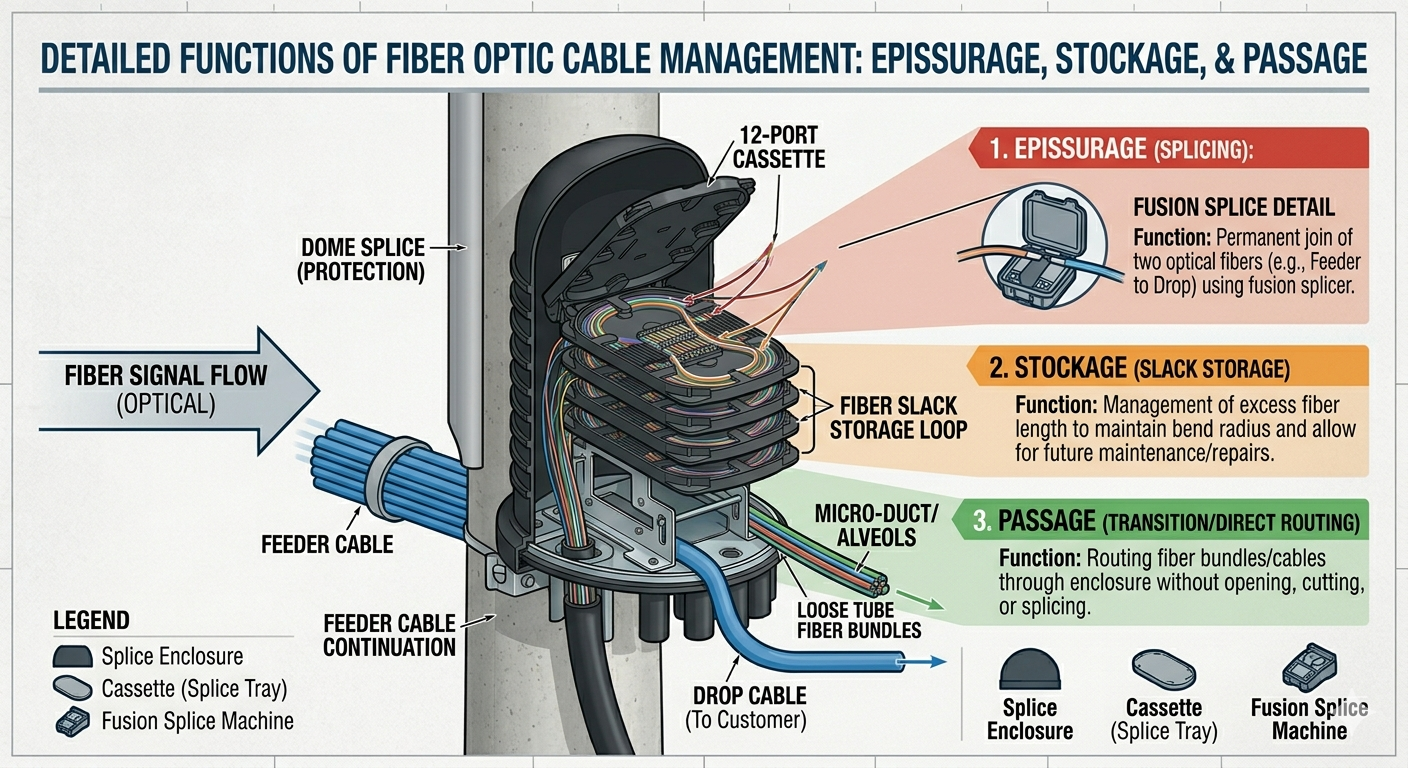 DETAILED FUNCTIONS OF FIBER OPTIC CABLE MANAGEMENT: EPISSURAGE, STOCKAGE, & PASSAGE
12-PORT
CASSETTE
DOME SPLICE
(PROTECTION)
FIBER SIGNAL FLOW
(OPTICAL)
FEEDER CABLE
FEEDER CABLE
CONTINUATION
FIBER SLACK
STORAGE LOOP
MICRO-DUCT/
ALVEOLS
LOOSE TUBE
FIBER BUNDLES
DROP CABLE
(To Customer)
1. EPISSURAGE (SPLICING):
FUSION SPLICE DETAIL
Function: Permanent join of
two optical fibers (e.g., Feeder
to Drop) using fusion splicer.
2. STOCKAGE (SLACK STORAGE)
Function: Management of excess fiber
length to maintain bend radius and allow
for future maintenance/repairs.
3. PASSAGE (TRANSITION/DIRECT ROUTING)
Function: Routing fiber bundles/cables
through enclosure without opening, cutting,
or splicing.
LEGEND
Splice Enclosure
Cassette (Splice Tray)
Fusion Splice Machine
Splice
Enclosure
Cassette
(Splice Tray)
Fusion Splice
Machine